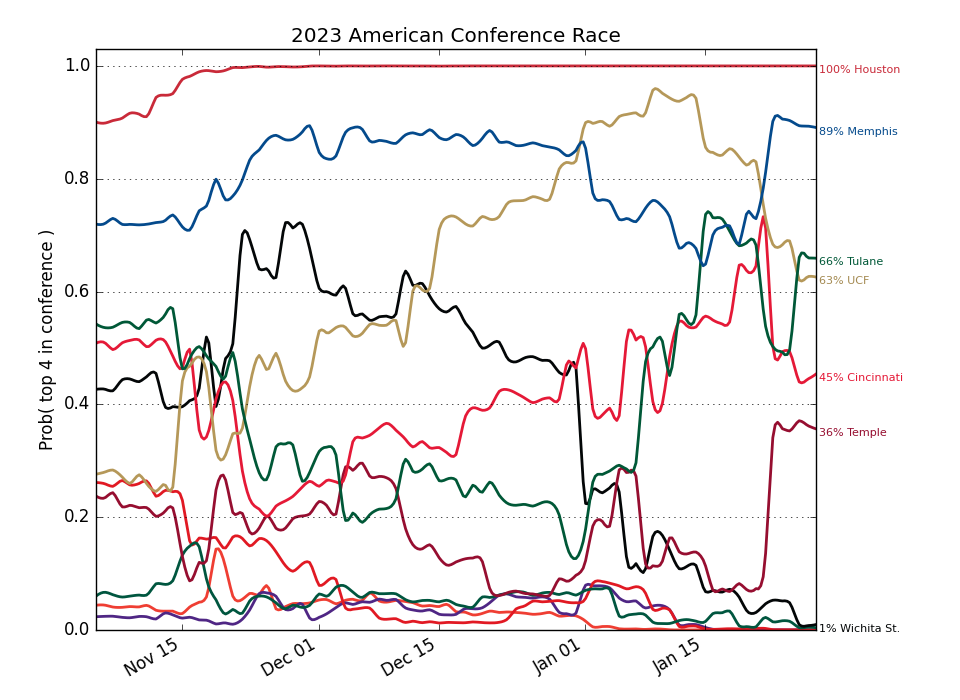 2023 American Conference Race
Prob( top 4 in conference )
1.0
0.8
0.6
0.4
0.2
0.0
Nov 15
Dec 01
Dec 15
Jan 01
Jan 15
100% Houston
89% Memphis
66% Tulane
63% UCF
45% Cincinnati
36% Temple
1% Wichita St.